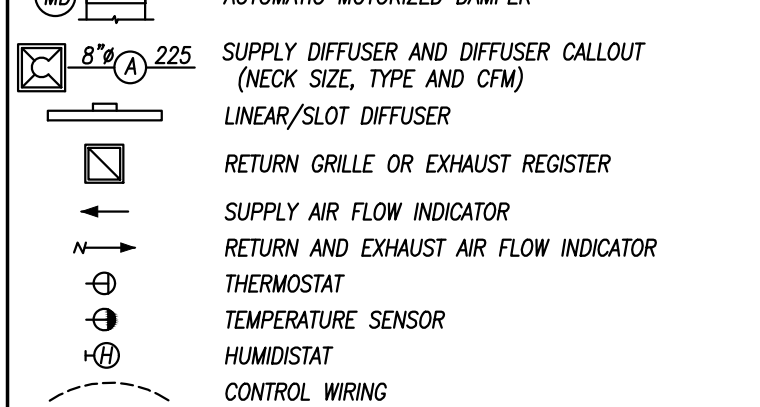 MD AUTOMATIC MOTORIZED DAMPER
8"ø A 225 SUPPLY DIFFUSER AND DIFFUSER CALLOUT
(NECK SIZE, TYPE AND CFM)
LINEAR/SLOT DIFFUSER
RETURN GRILLE OR EXHAUST REGISTER
SUPPLY AIR FLOW INDICATOR
N RETURN AND EXHAUST AIR FLOW INDICATOR
THERMOSTAT
TEMPERATURE SENSOR
H HUMIDISTAT
CONTROL WIRING